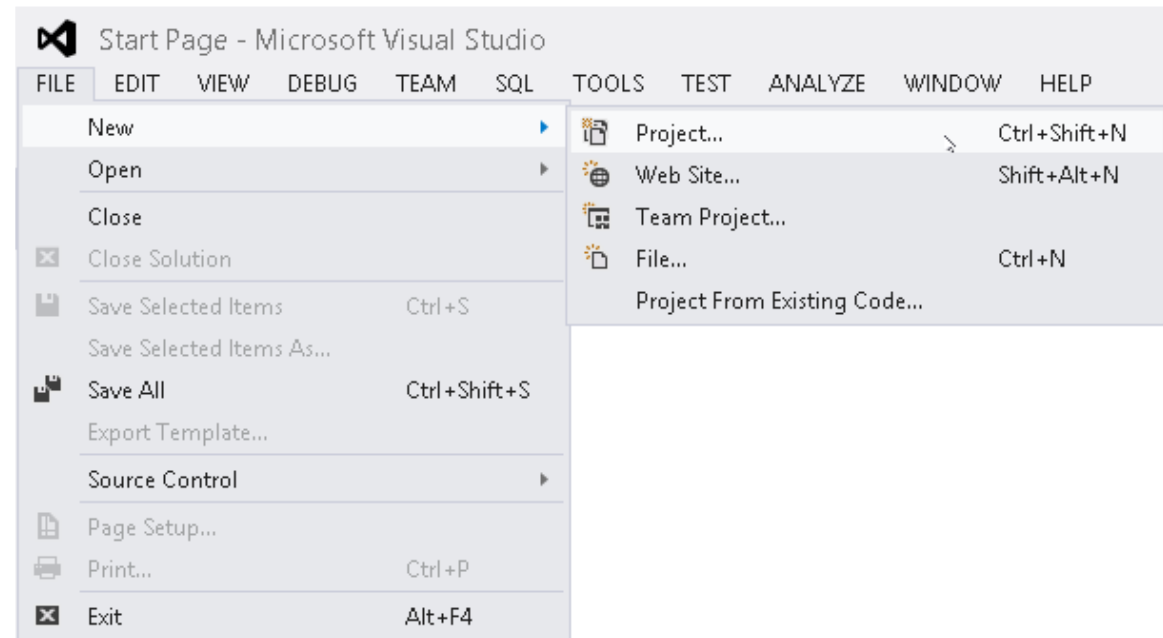 Start Page - Microsoft Visual Studio
FILE EDIT VIEW DEBUG TEAM SQL TOOLS TEST ANALYZE WINDOW HELP
New
Open
Close
Close Solution
Save Selected Items Ctrl+S
Save Selected Items As...
Save All Ctrl+Shift+S
Export Template...
Source Control
Page Setup...
Print... Ctrl+P
Exit Alt+F4
Project... Ctrl+Shift+N
Web Site... Shift+Alt+N
Team Project...
File... Ctrl+N
Project From Existing Code...